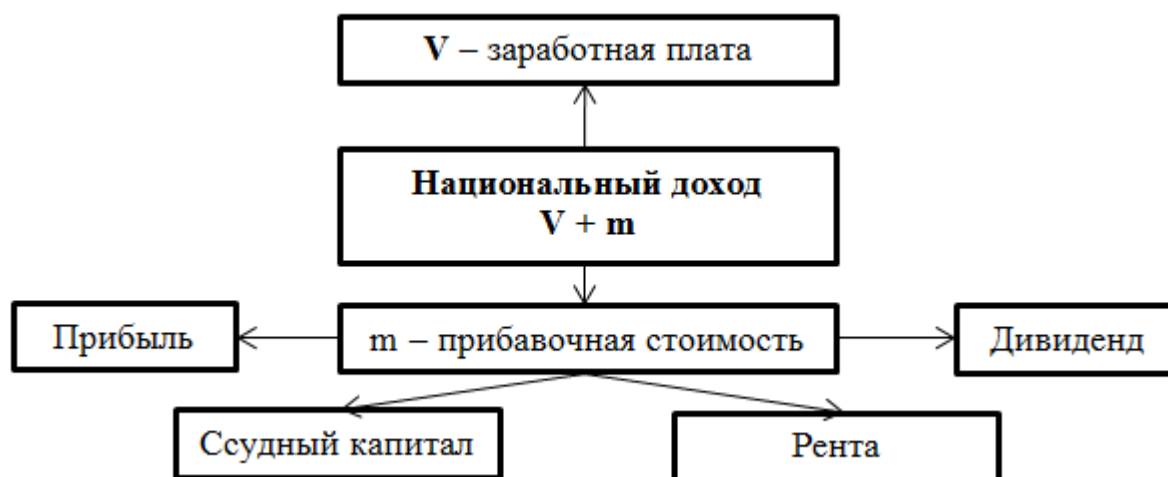 V – заработная плата
Национальный доход
V + m
Прибыль
m – прибавочная стоимость
Дивиденд
Ссудный капитал
Рента